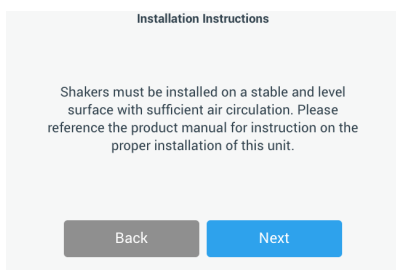 Installation Instructions
Shakers must be installed on a stable and level
surface with sufficient air circulation. Please
reference the product manual for instruction on the
proper installation of this unit.
Back
Next